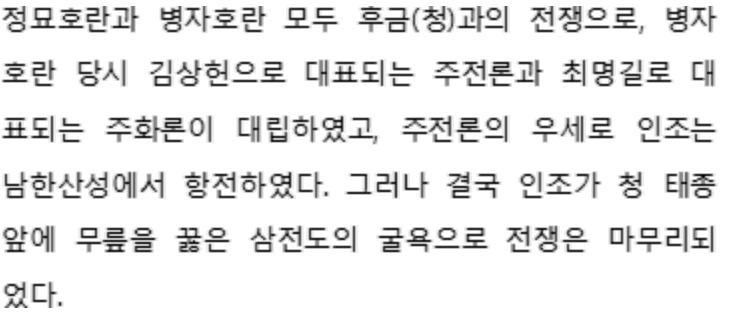 정묘호란과 병자호란 모두 후금(청)과의 전쟁으로, 병자
호란 당시 김상헌으로 대표되는 주전론과 최명길로 대
표되는 주화론이 대립하였고, 주전론의 우세로 인조는
남한산성에서 항전하였다. 그러나 결국 인조가 청 태종
앞에 무릎을 꿇은 삼전도의 굴욕으로 전쟁은 마무리되
었다.